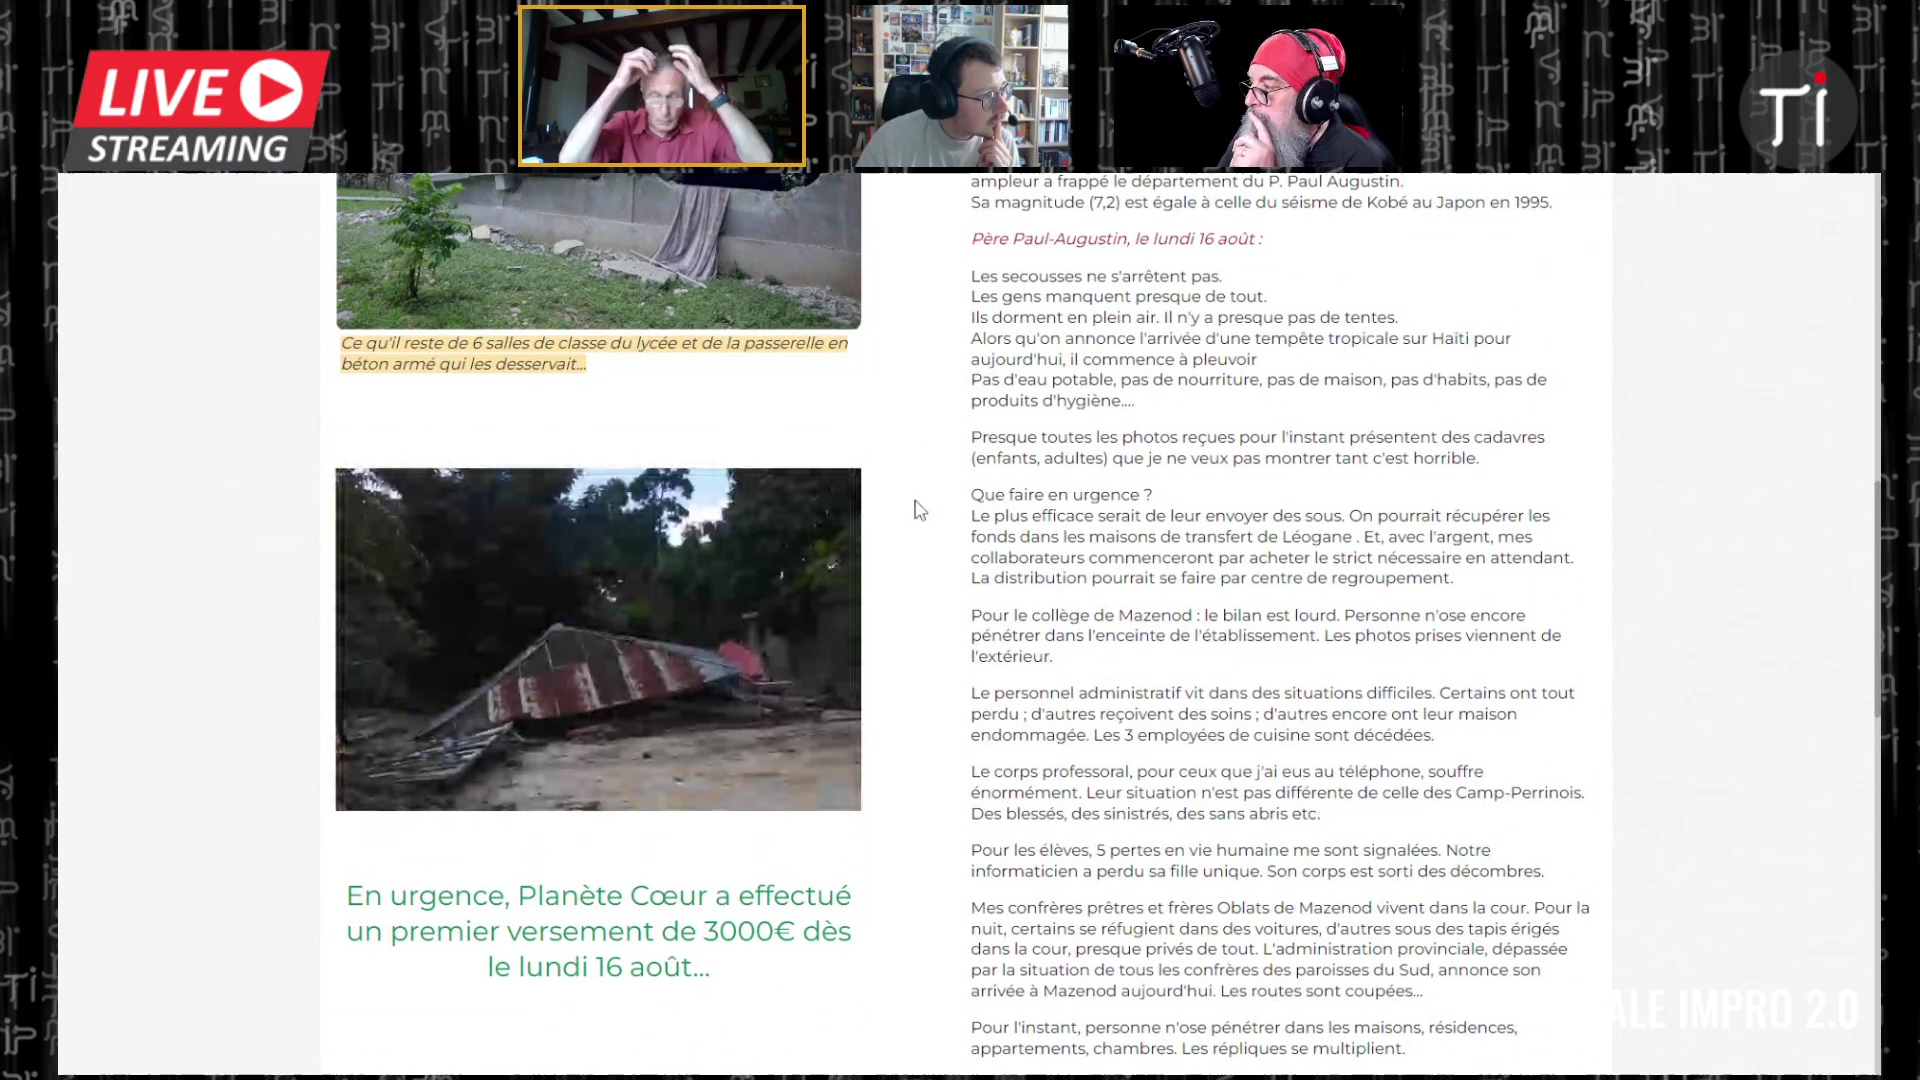 LIVE
STREAMING
Ti
Ce qu'il reste de 6 salles de classe du lycée et de la passerelle en
béton armé qui les desservait...
En urgence, Planète Cœur a effectué
un premier versement de 3000€ dès
le lundi 16 août...
ampleur a frappé le département du P. Paul Augustin.
Sa magnitude (7,2) est égale à celle du séisme de Kobé au Japon en 1995.
Père Paul-Augustin, le lundi 16 août :
Les secousses ne s'arrêtent pas.
Les gens manquent presque de tout.
Ils dorment en plein air. Il n'y a presque pas de tentes.
Alors qu'on annonce l'arrivée d'une tempête tropicale sur Haïti pour
aujourd'hui, il commence à pleuvoir
Pas d'eau potable, pas de nourriture, pas de maison, pas d'habits, pas de
produits d'hygiène....
Presque toutes les photos reçues pour l'instant présentent des cadavres
(enfants, adultes) que je ne veux pas montrer tant c'est horrible.
Que faire en urgence ?
Le plus efficace serait de leur envoyer des sous. On pourrait récupérer les
fonds dans les maisons de transfert de Léogane . Et, avec l'argent, mes
collaborateurs commenceront par acheter le strict nécessaire en attendant.
La distribution pourrait se faire par centre de regroupement.
Pour le collège de Mazenod : le bilan est lourd. Personne n'ose encore
pénétrer dans l'enceinte de l'établissement. Les photos prises viennent de
l'extérieur.
Le personnel administratif vit dans des situations difficiles. Certains ont tout
perdu ; d'autres reçoivent des soins ; d'autres encore ont leur maison
endommagée. Les 3 employées de cuisine sont décédées.
Le corps professoral, pour ceux que j'ai eus au téléphone, souffre
énormément. Leur situation n'est pas différente de celle des Camp-Perrinois.
Des blessés, des sinistrés, des sans abris etc.
Pour les élèves, 5 pertes en vie humaine me sont signalées. Notre
informaticien a perdu sa fille unique. Son corps est sorti des décombres.
Mes confrères prêtres et frères Oblats de Mazenod vivent dans la cour. Pour la
nuit, certains se réfugient dans des voitures, d'autres sous des tapis érigés
dans la cour, presque privés de tout. L'administration provinciale, dépassée
par la situation de tous les confrères des paroisses du Sud, annonce son
arrivée à Mazenod aujourd'hui. Les routes sont coupées...
Pour l'instant, personne n'ose pénétrer dans les maisons, résidences,
appartements, chambres. Les répliques se multiplient.
ALE IMPRO 2.0